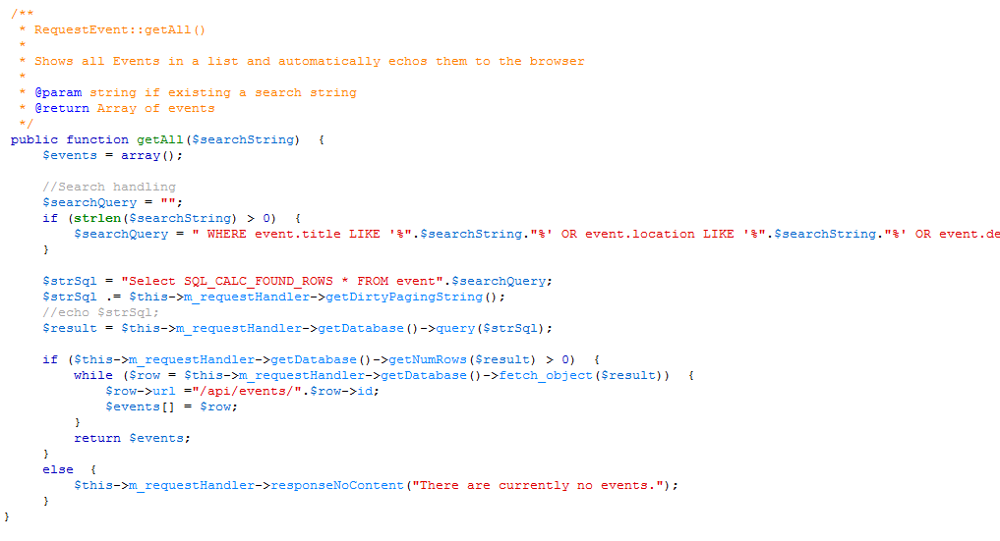 /**
 * RequestEvent::getAll()
 *
 * Shows all Events in a list and automatically echos them to the browser
 *
 * @param string if existing a search string
 * @return Array of events
 */
public function getAll($searchString)  {
    $events = array();

    //Search handling
    $searchQuery = "";
    if (strlen($searchString) > 0)  {
        $searchQuery = " WHERE event.title LIKE '%".$searchString."%' OR event.location LIKE '%".$searchString."%' OR event.de
    }

    $strSql = "Select SQL_CALC_FOUND_ROWS * FROM event".$searchQuery;
    $strSql .= $this->m_requestHandler->getDirtyPagingString();
    //echo $strSql;
    $result = $this->m_requestHandler->getDatabase()->query($strSql);

    if ($this->m_requestHandler->getDatabase()->getNumRows($result) > 0)  {
        while ($row = $this->m_requestHandler->getDatabase()->fetch_object($result))  {
            $row->url ="/api/events/".$row->id;
            $events[] = $row;
        }
        return $events;
    }
    else  {
        $this->m_requestHandler->responseNoContent("There are currently no events.");
    }
}